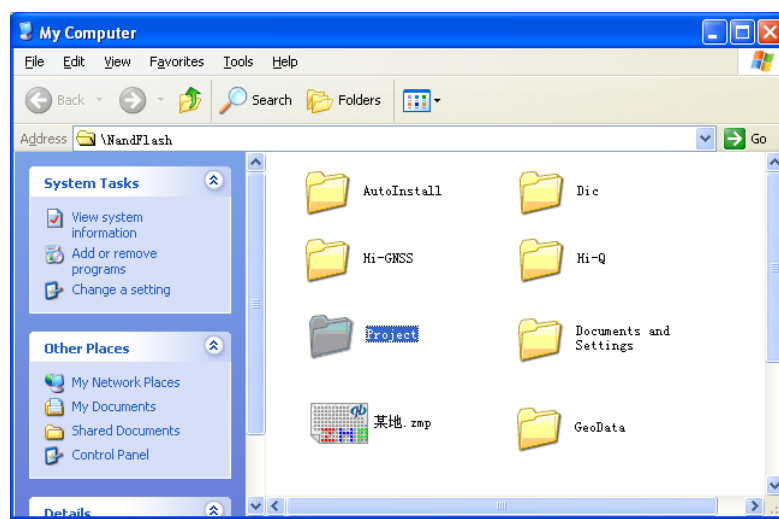 My Computer
File Edit View Favorites Tools Help
Back Search Folders
Address \NandFlash Go
System Tasks
View system
information
Add or remove
programs
Change a setting
Other Places
My Network Places
My Documents
Shared Documents
Control Panel
Details
AutoInstall
Dic
Hi-GNSS
Hi-Q
Project
Documents and
Settings
某地.zmp
GeoData